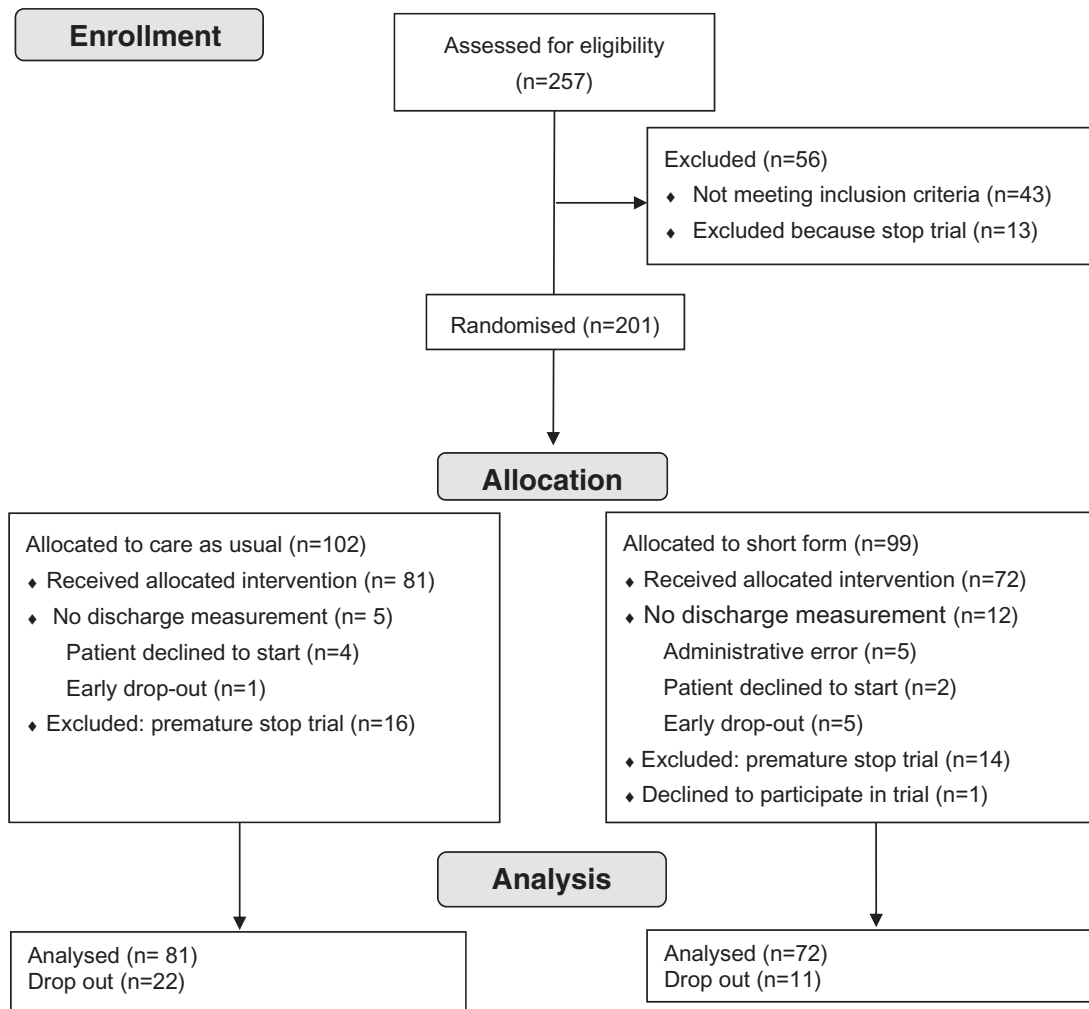 Enrollment
Assessed for eligibility
(n=257)
Excluded (n=56)
♦ Not meeting inclusion criteria (n=43)
♦ Excluded because stop trial (n=13)
Randomised (n=201)
Allocation
Allocated to care as usual (n=102)
♦ Received allocated intervention (n= 81)
♦ No discharge measurement (n= 5)
Patient declined to start (n=4)
Early drop-out (n=1)
♦ Excluded: premature stop trial (n=16)
Allocated to short form (n=99)
♦ Received allocated intervention (n=72)
♦ No discharge measurement (n=12)
Administrative error (n=5)
Patient declined to start (n=2)
Early drop-out (n=5)
♦ Excluded: premature stop trial (n=14)
♦ Declined to participate in trial (n=1)
Analysis
Analysed (n= 81)
Drop out (n=22)
Analysed (n=72)
Drop out (n=11)